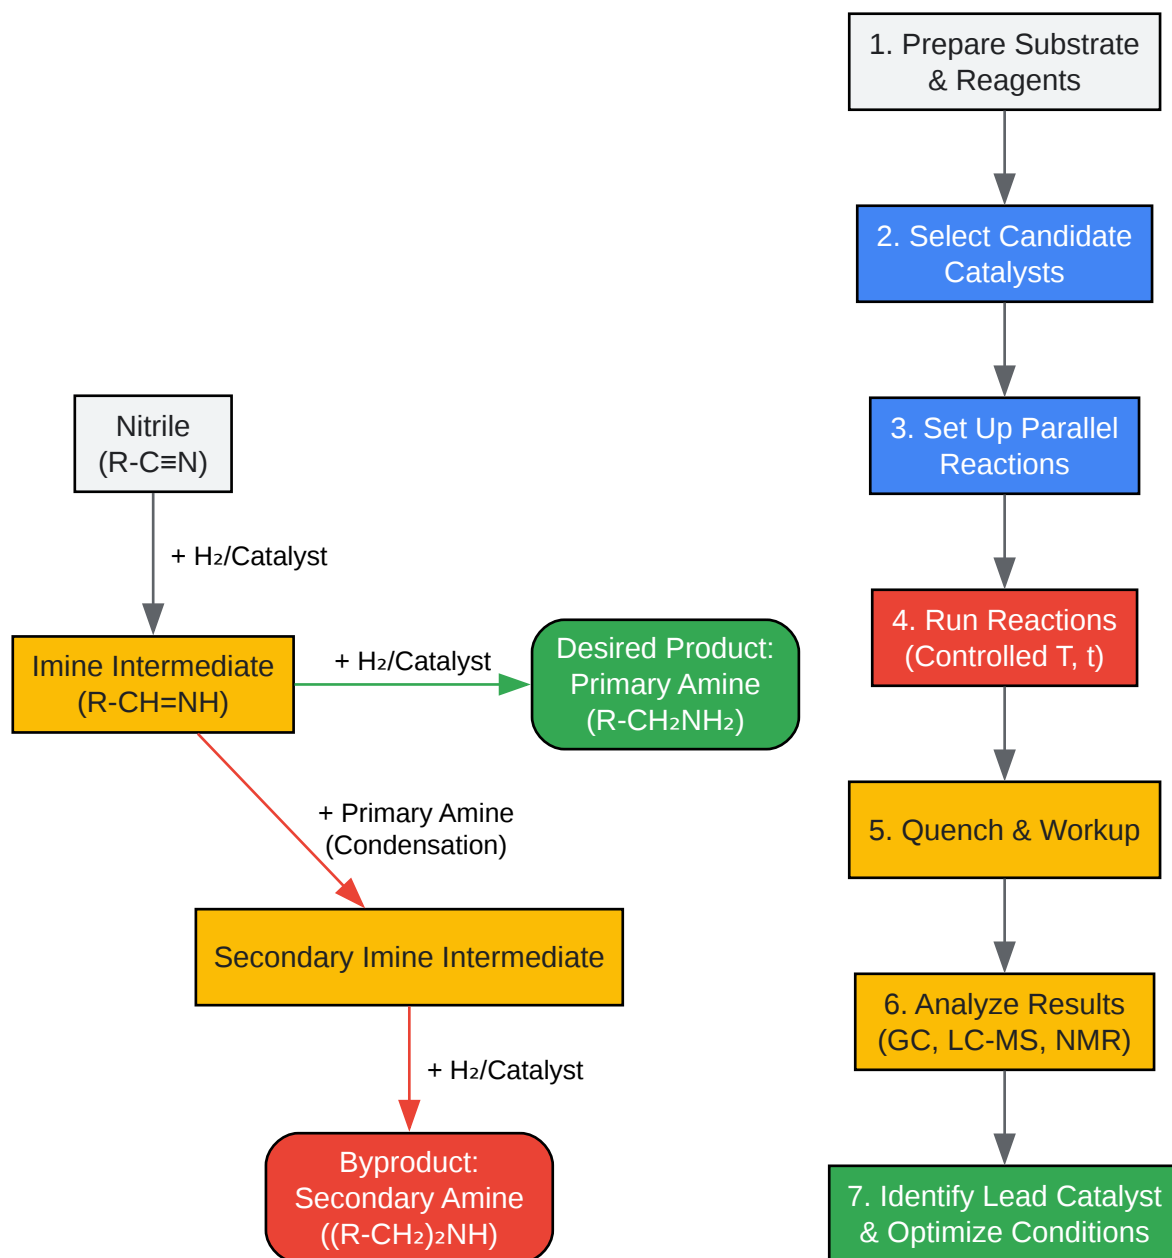 Nitrile
(R-C≡N)
+ H₂/Catalyst
Imine Intermediate
(R-CH=NH)
+ H₂/Catalyst
Desired Product:
Primary Amine
(R-CH₂NH₂)
+ Primary Amine
(Condensation)
Secondary Imine Intermediate
+ H₂/Catalyst
Byproduct:
Secondary Amine
((R-CH₂)₂NH)
1. Prepare Substrate
& Reagents
2. Select Candidate
Catalysts
3. Set Up Parallel
Reactions
4. Run Reactions
(Controlled T, t)
5. Quench & Workup
6. Analyze Results
(GC, LC-MS, NMR)
7. Identify Lead Catalyst
& Optimize Conditions